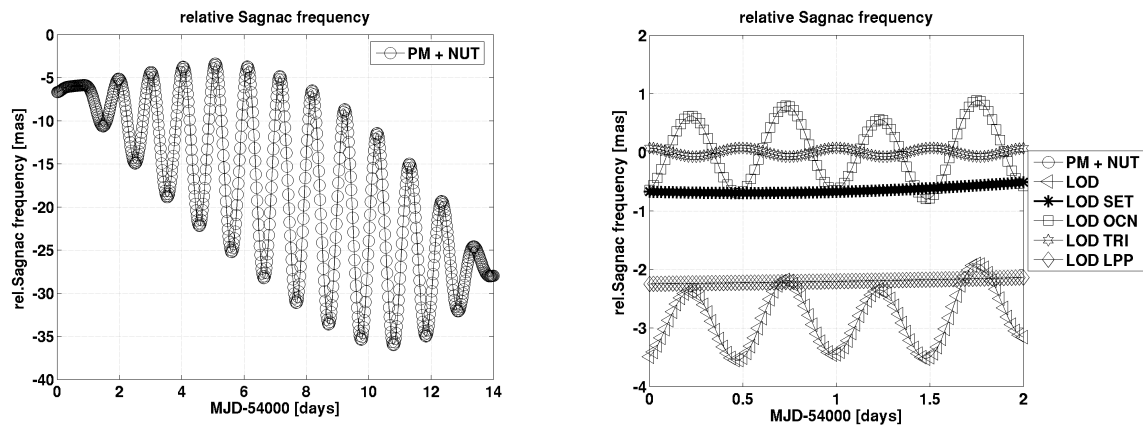 relative Sagnac frequency
0
-5
-10
-15
-20
-25
-30
-35
-40
rel.Sagnac frequency [mas]
PM + NUT
0 2 4 6 8 10 12 14
MJD-54000 [days]
relative Sagnac frequency
2
1
0
-1
-2
-3
-4
rel.Sagnac frequency [mas]
0 0.5 1 1.5 2
MJD-54000 [days]
PM + NUT
LOD
LOD SET
LOD OCN
LOD TRI
LOD LPP